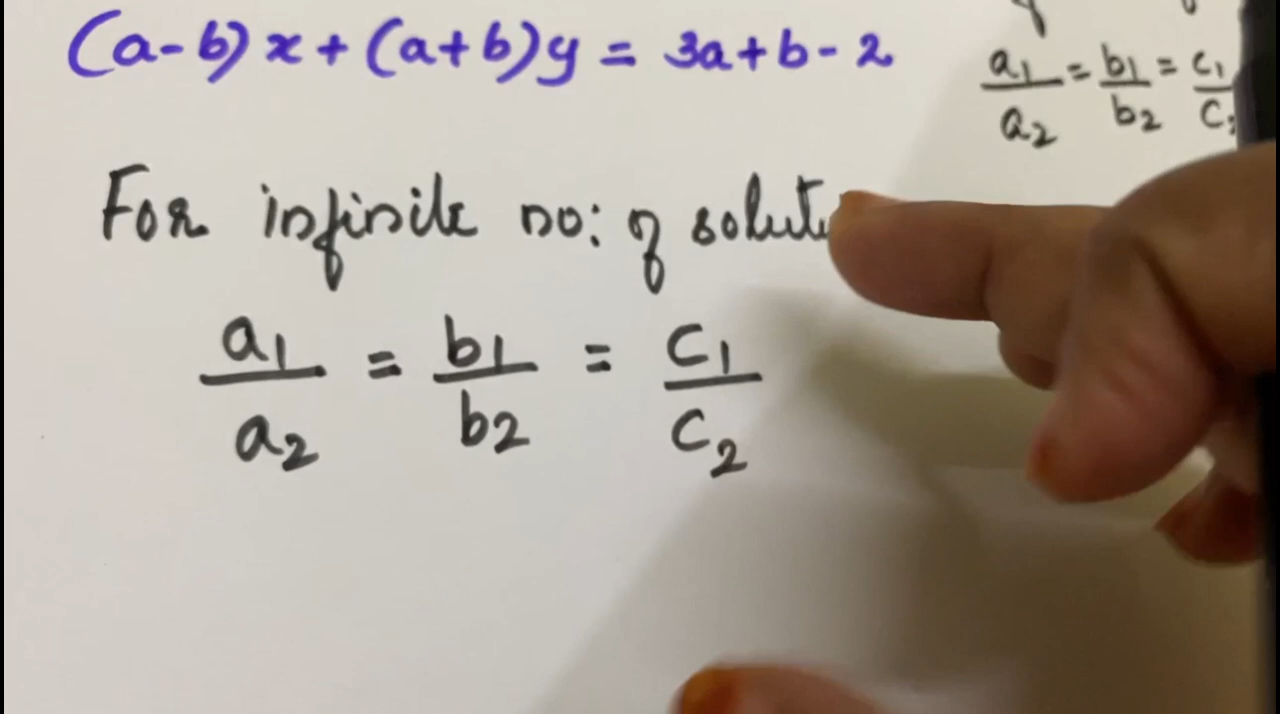 (a-b)x+(a+b)y = 3a+b-2
a1/a2 = b1/b2 = c1/
For infinite no: of
a1/a2 = b1/b2 = c1/c2